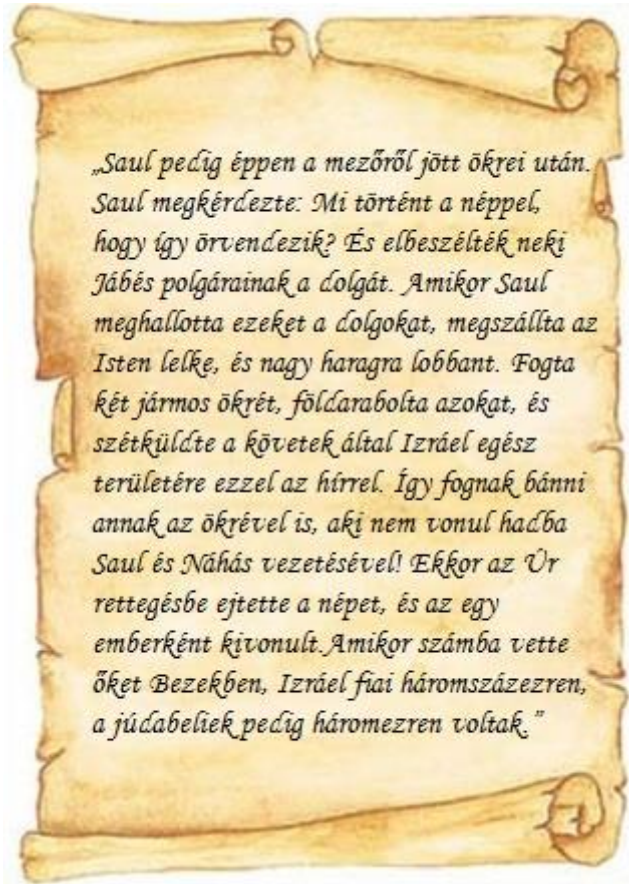 „Saul pedig éppen a mezőről jött ökrei után.
Saul megkérdezte: Mi történt a néppel,
hogy így örvendezik? És elbeszélték neki
Jábés polgárainak a dolgát. Amikor Saul
meghallotta ezeket a dolgokat, megszállta az
Isten lelke, és nagy haragra lobbant. Fogta
két jármos ökrét, földarabolta azokat, és
szétküldte a követek által Izráel egész
területére ezzel az hírrel. Így fognak bánni
annak az ökrével is, aki nem vonul hadba
Saul és Náhás vezetésével! Ekkor az Úr
rettegésbe ejtette a népet, és az egy
emberként kivonult.Amikor számba vette
őket Bezekben, Izráel fiai háromszázezren,
a júdabeliek pedig háromezren voltak.”